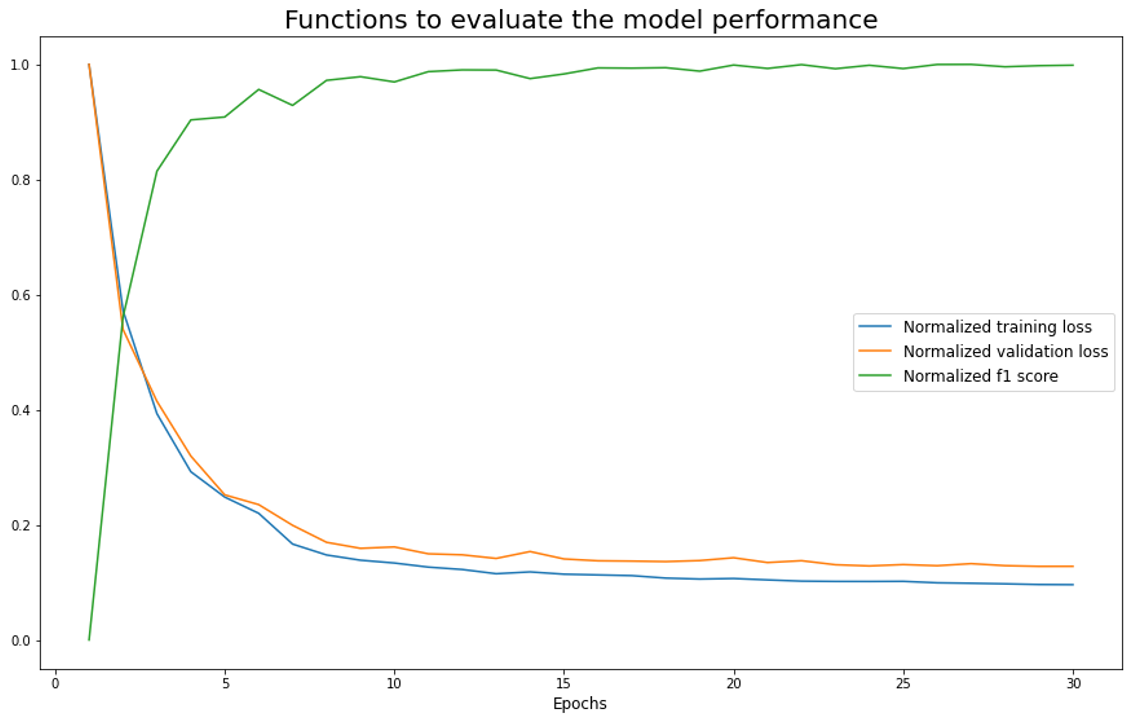 Functions to evaluate the model performance
1.0
0.8
0.6
0.4
0.2
0.0
Normalized training loss
Normalized validation loss
Normalized f1 score
0 5 10 15 20 25 30
Epochs